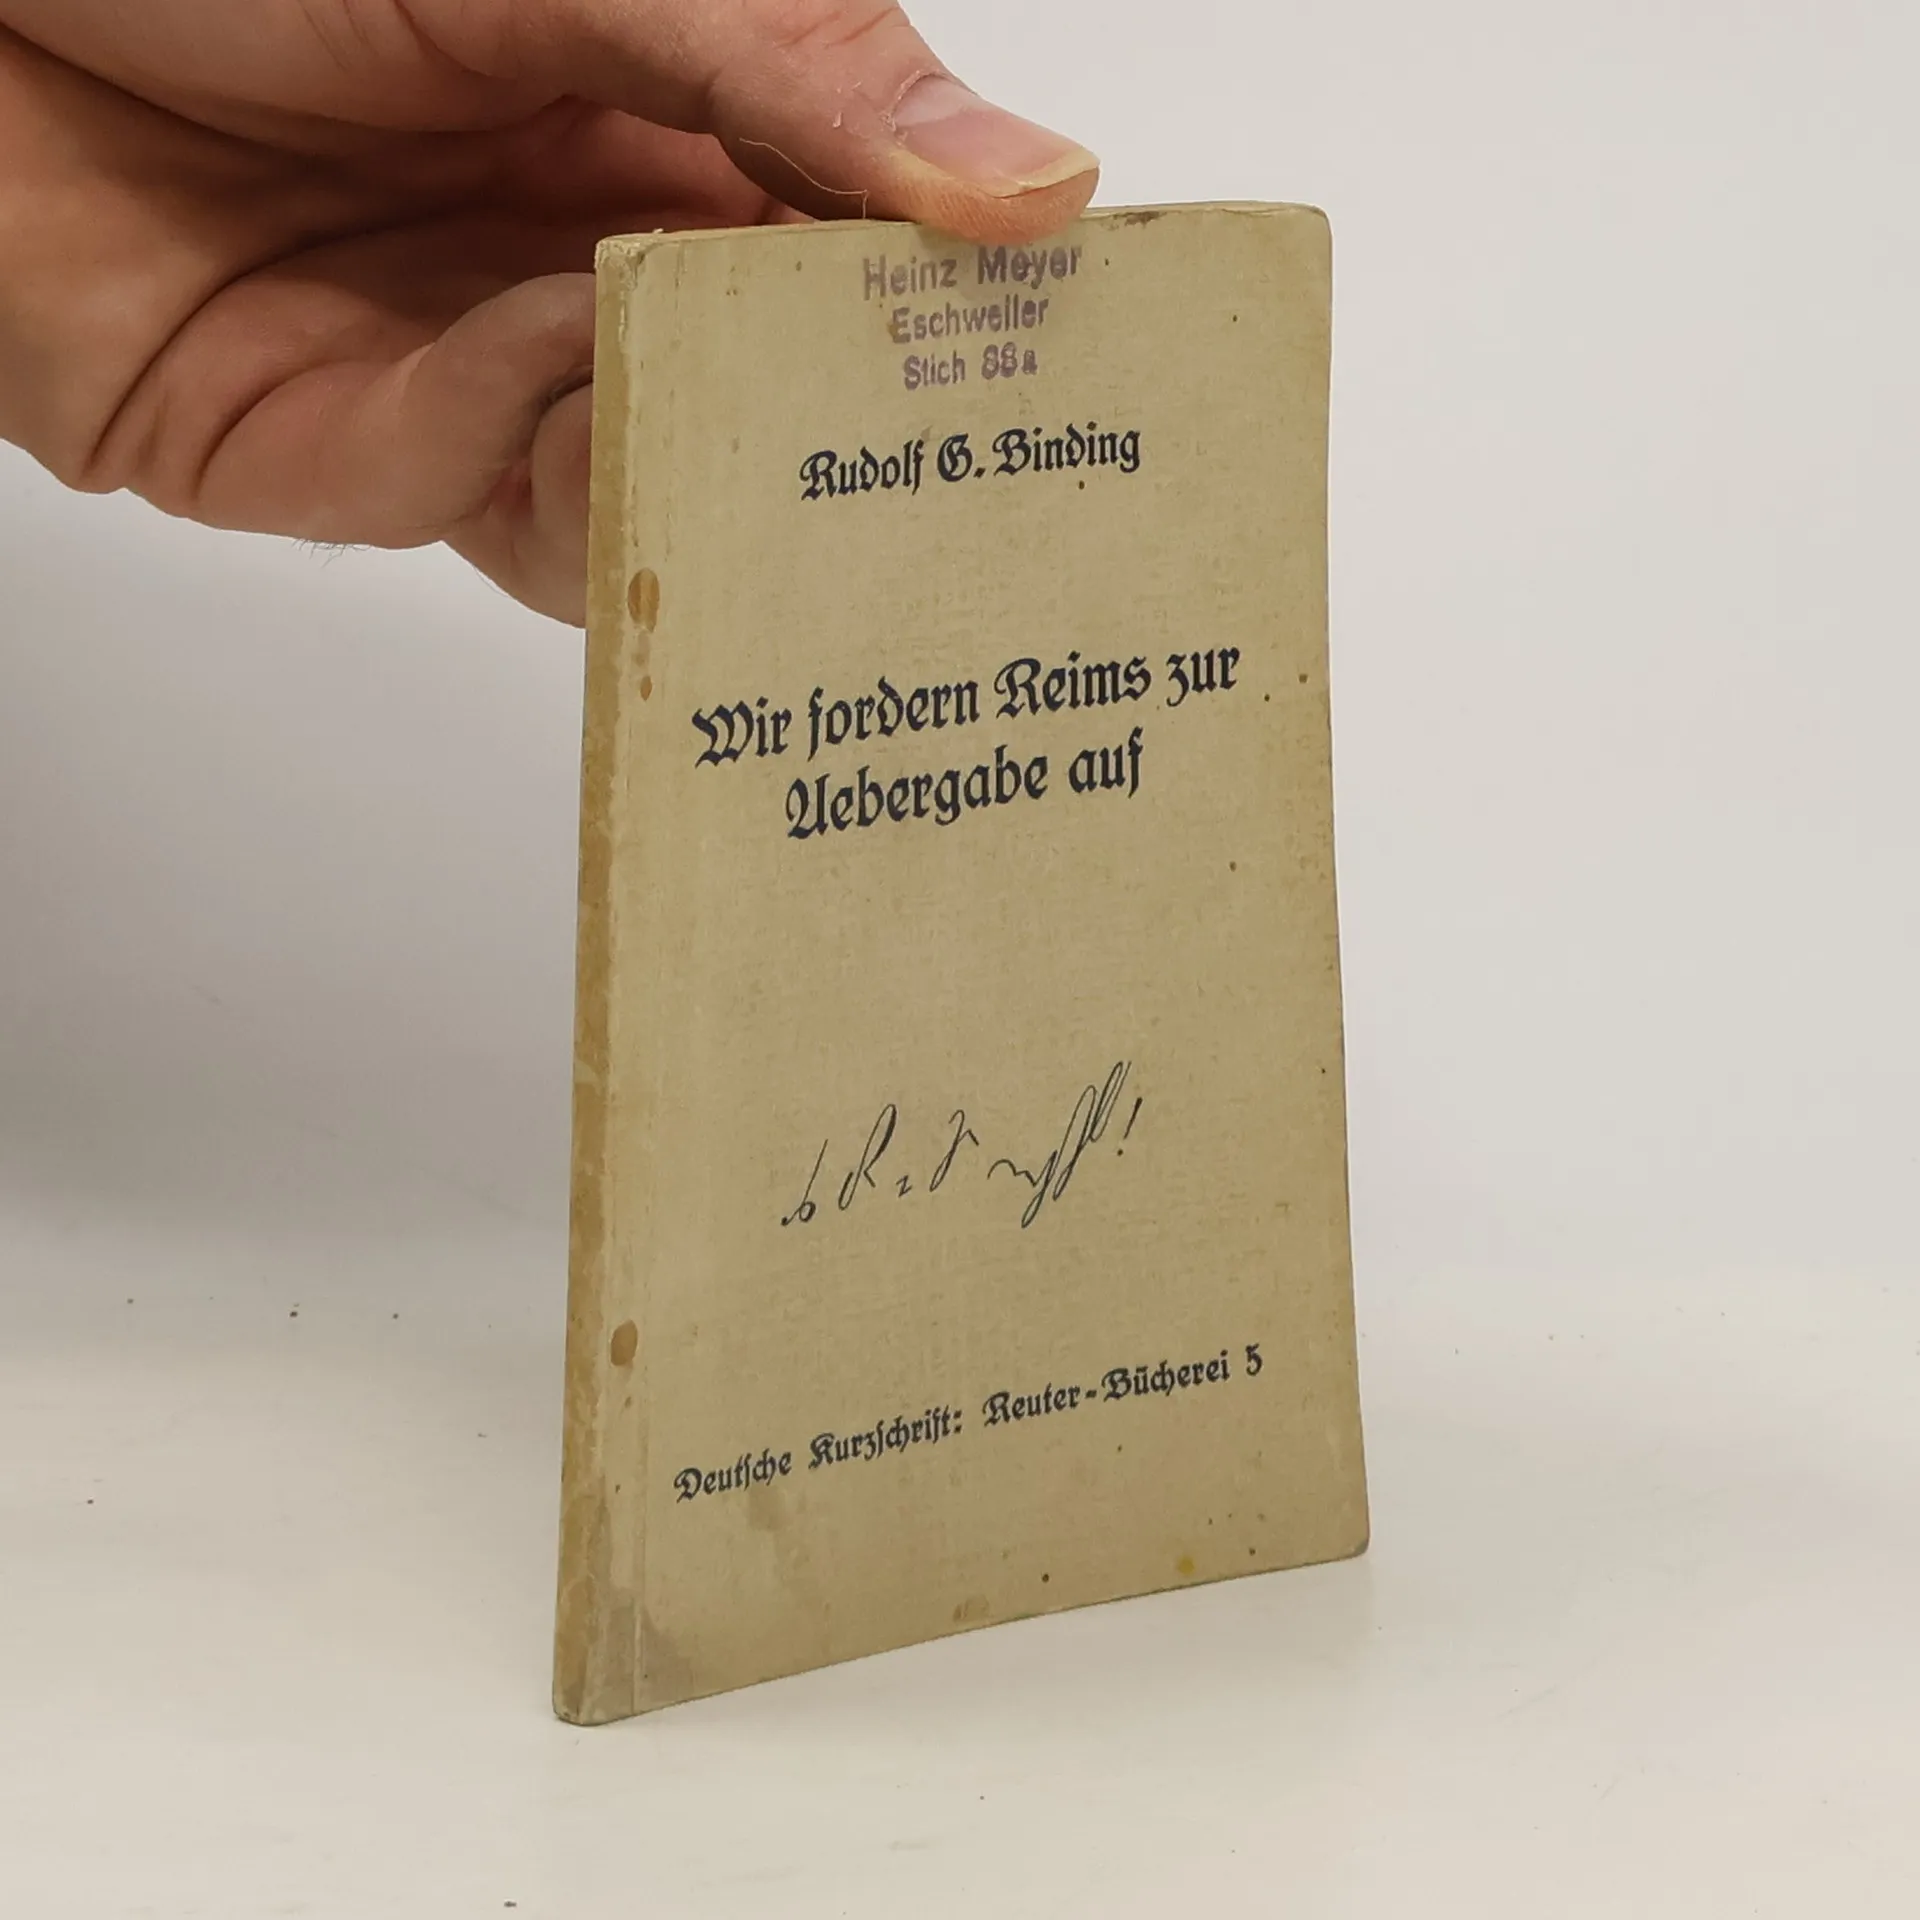 Heinz Meyer
Eschweiler
Stich 88a
Rudolf G. Binding
Wir fordern Reims zur
Uebergabe auf
Deutsche Kurzschrift: Reuter-Bücherei 5